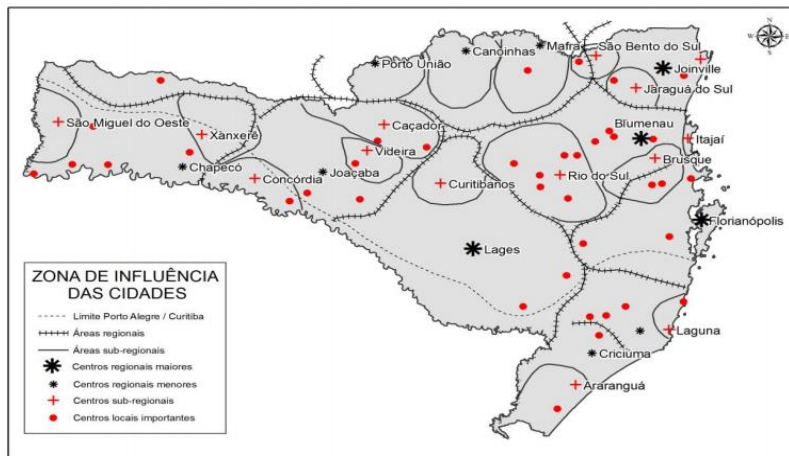 N
W
E
S
Canoinhas
Mafra
São Bento do Sul
Porto União
Joinville
Jaraguá do Sul
Blumenau
Itajaí
São Miguel do Oeste
Xanxerê
Caçador
Videira
Brusque
Chapecó
Concórdia
Joaçaba
Curitibanos
Rio do Sul
Florianópolis
Lages
Laguna
Criciúma
Araranguá
ZONA DE INFLUÊNCIA
DAS CIDADES
Limite Porto Alegre / Curitiba
Áreas regionais
Áreas sub-regionais
Centros regionais maiores
Centros regionais menores
Centros sub-regionais
Centros locais importantes